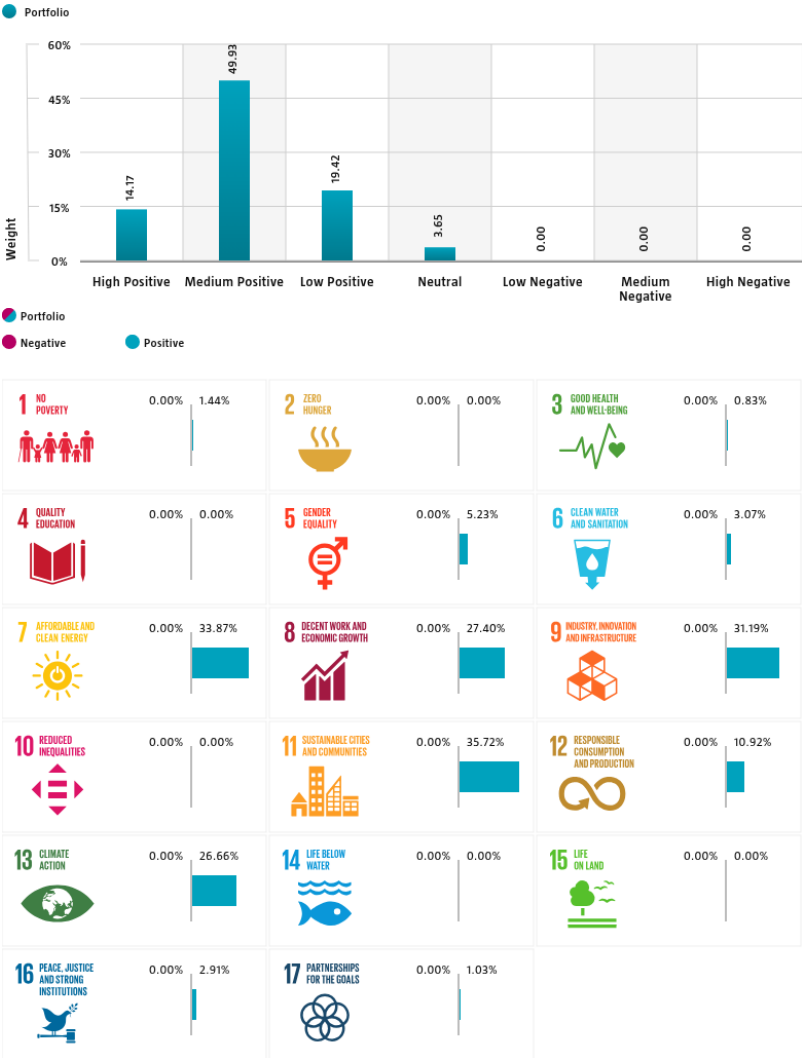 Portfolio
60%
45%
30%
15%
0%
Weight
14.17
49.93
19.42
3.65
0.00
0.00
0.00
High Positive Medium Positive Low Positive Neutral Low Negative Medium High Negative
Negative
Portfolio
Negative Positive
1 NO
POVERTY
0.00% 1.44%
2 ZERO
HUNGER
0.00% 0.00%
3 GOOD HEALTH
AND WELL-BEING
0.00% 0.83%
4 QUALITY
EDUCATION
0.00% 0.00%
5 GENDER
EQUALITY
0.00% 5.23%
6 CLEAN WATER
AND SANITATION
0.00% 3.07%
7 AFFORDABLE AND
CLEAN ENERGY
0.00% 33.87%
8 DECENT WORK AND
ECONOMIC GROWTH
0.00% 27.40%
9 INDUSTRY, INNOVATION
AND INFRASTRUCTURE
0.00% 31.19%
10 REDUCED
INEQUALITIES
0.00% 0.00%
11 SUSTAINABLE CITIES
AND COMMUNITIES
0.00% 35.72%
12 RESPONSIBLE
CONSUMPTION
AND PRODUCTION
0.00% 10.92%
13 CLIMATE
ACTION
0.00% 26.66%
14 LIFE BELOW
WATER
0.00% 0.00%
15 LIFE
ON LAND
0.00% 0.00%
16 PEACE, JUSTICE
AND STRONG
INSTITUTIONS
0.00% 2.91%
17 PARTNERSHIPS
FOR THE GOALS
0.00% 1.03%